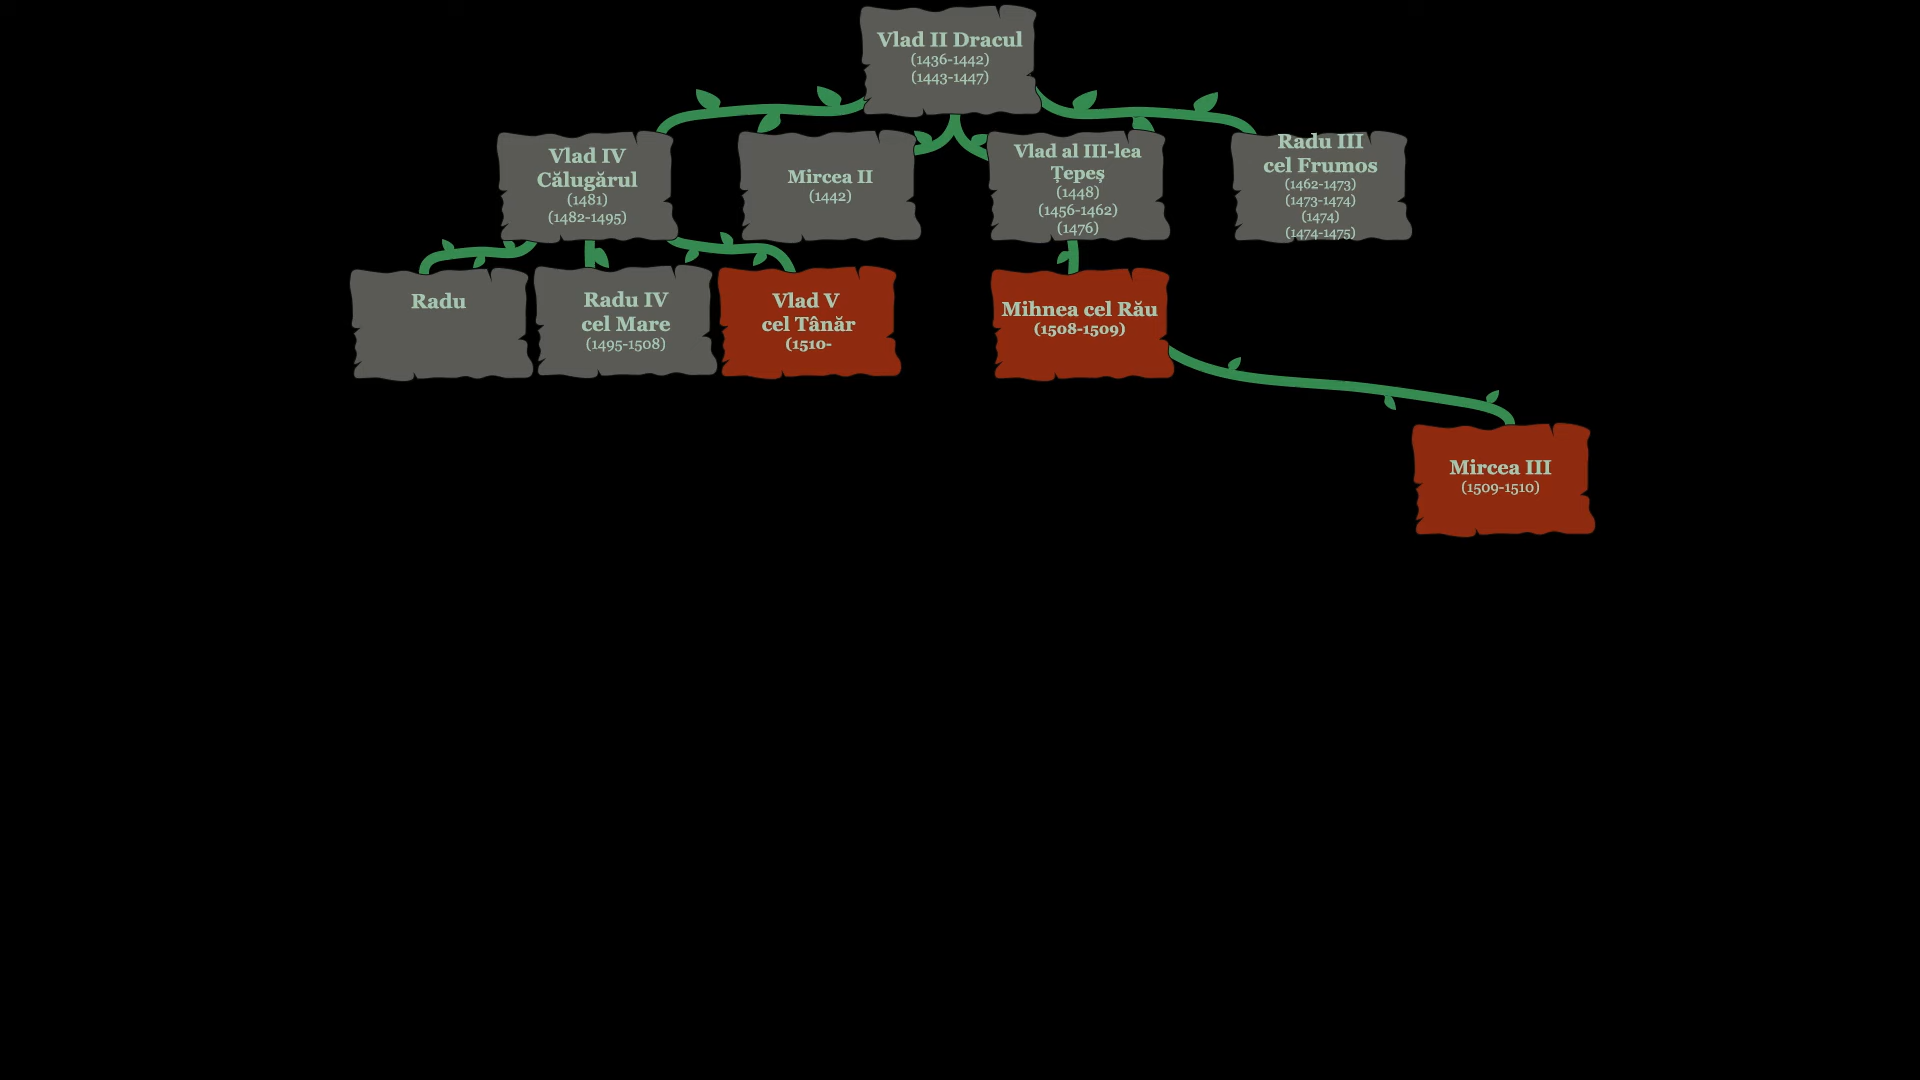 Vlad II Dracul
(1436-1442)
(1443-1447)
Vlad IV
Călugărul
(1481)
(1482-1495)
Mircea II
(1442)
Vlad al III-lea
Țepeș
(1448)
(1456-1462)
(1476)
Radu III
cel Frumos
(1462-1473)
(1473-1474)
(1474)
(1474-1475)
Radu
Radu IV
cel Mare
(1495-1508)
Vlad V
cel Tânăr
(1510-
Mihnea cel Rău
(1508-1509)
Mircea III
(1509-1510)